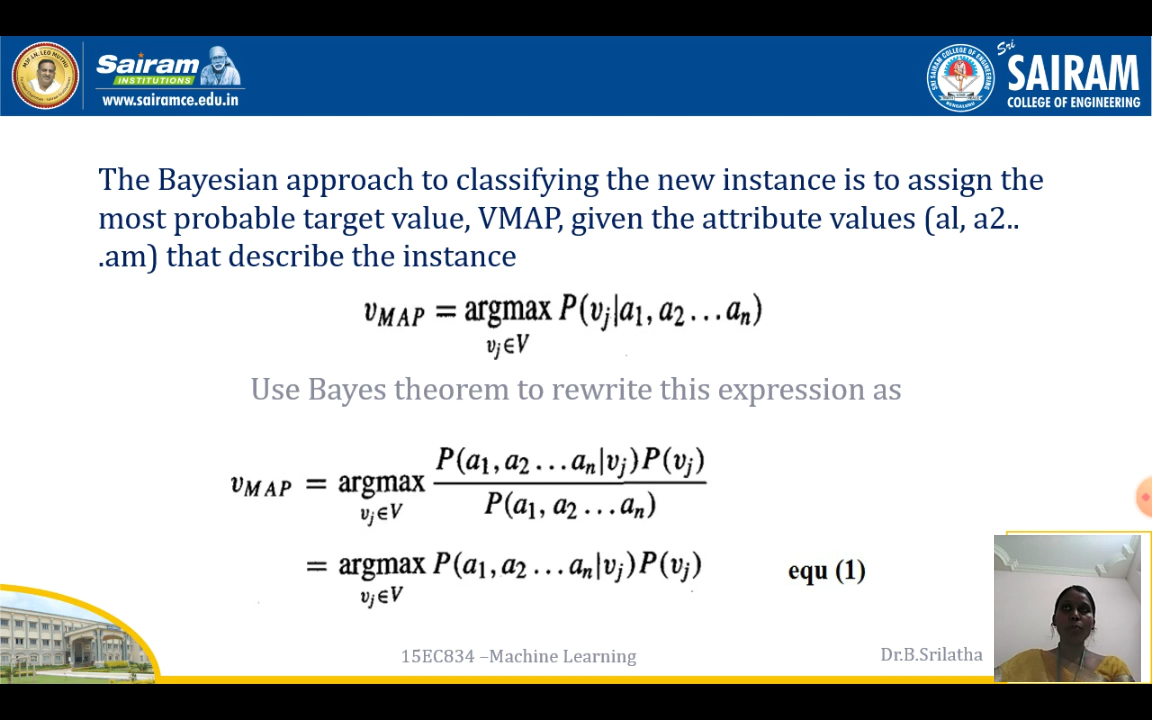 Sairam
INSTITUTIONS
www.sairamce.edu.in
Sri
SAIRAM
COLLEGE OF ENGINEERING
The Bayesian approach to classifying the new instance is to assign the
most probable target value, VMAP, given the attribute values (al, a2..
.am) that describe the instance
v_MAP = argmax P(v_j|a_1, a_2 ... a_n)
v_j∈V
Use Bayes theorem to rewrite this expression as
P(a_1, a_2 ... a_n|v_j)P(v_j)
v_MAP = argmax
v_j∈V
P(a_1, a_2 ... a_n)
= argmax P(a_1, a_2 ... a_n|v_j)P(v_j) equ (1)
v_j∈V
15EC834 –Machine Learning
Dr.B.Srilatha